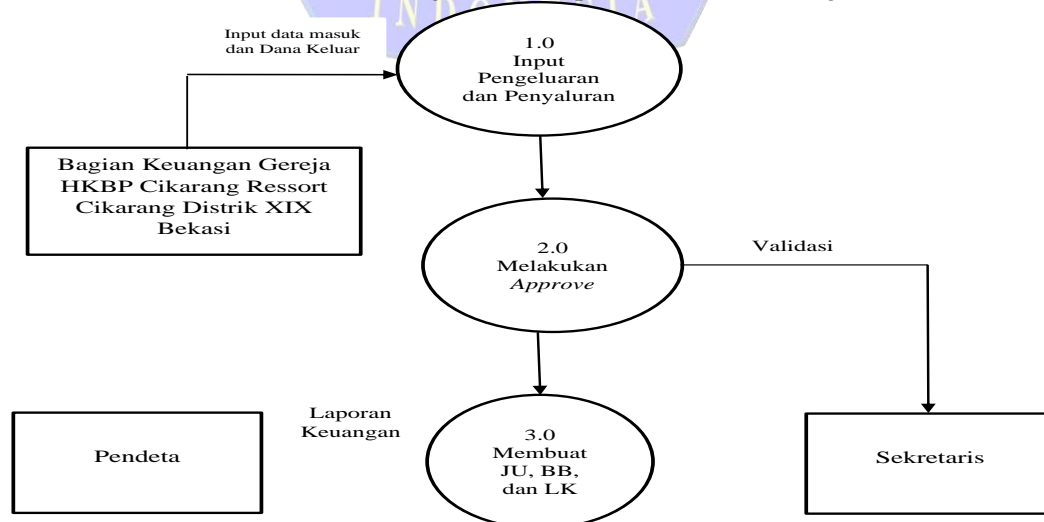 INDONESIA
Input data masuk
dan Dana Keluar
1.0
Input
Pengeluaran
dan Penyaluran
Bagian Keuangan Gereja
HKBP Cikarang Ressort
Cikarang Distrik XIX
Bekasi
2.0
Melakukan
Approve
Validasi
Laporan
Keuangan
Pendeta
3.0
Membuat
JU, BB,
dan LK
Sekretaris